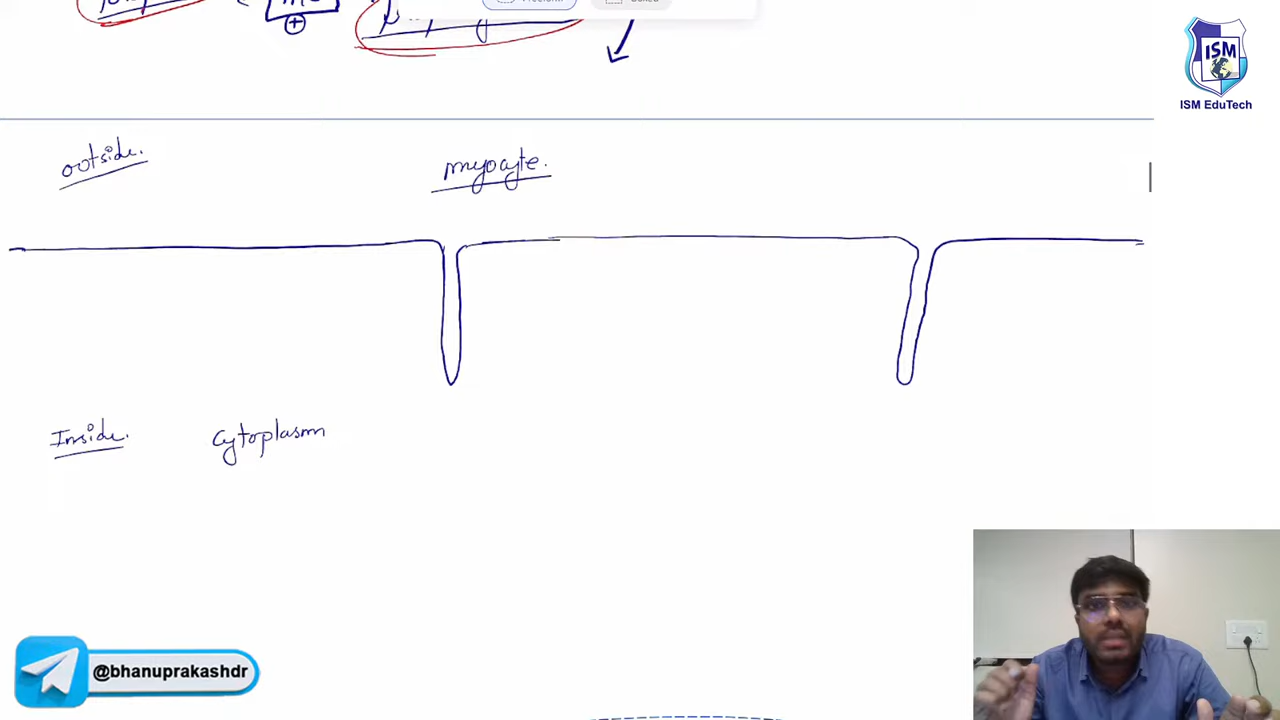 ISM
ISM EduTech
outside.
myocyte.
Inside.
cytoplasm
@bhanuprakashdr